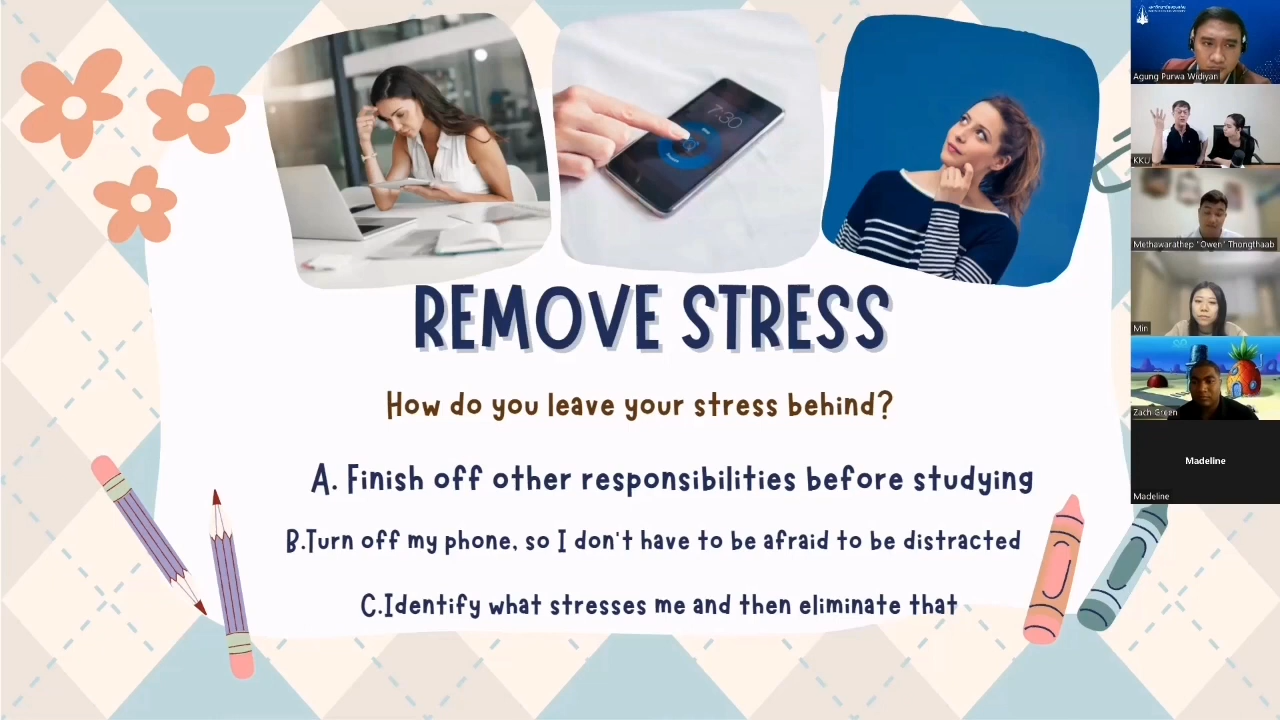 7:30
REMOVE STRESS
How do you leave your stress behind?
A. Finish off other responsibilities before studying
B.Turn off my phone, so I don't have to be afraid to be distracted
C.Identify what stresses me and then eliminate that
Agung Purwa Widiyan
KKU
Methawarathep "Owen" Thongthaab
Min
Zach Green
Madeline
Madeline